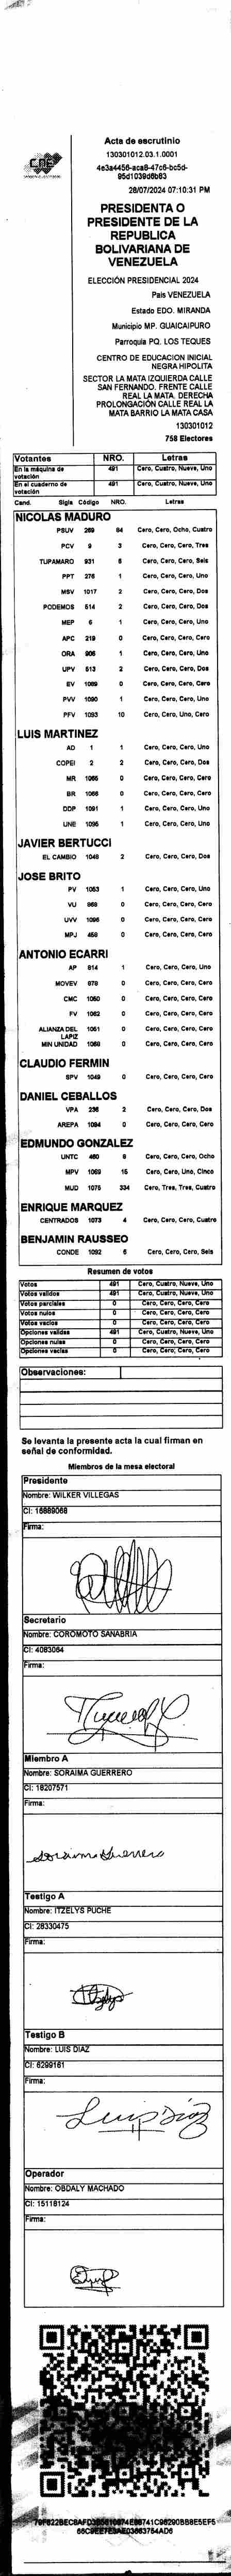 CNE
Acta de escrutinio
130301012.03.1.0001
4e3a4456-aca8-47c6-bc5d-
95d1039d6b63
28/07/2024 07:10:31 PM
PRESIDENTA O
PRESIDENTE DE LA
REPUBLICA
BOLIVARIANA DE
VENEZUELA
ELECCIÓN PRESIDENCIAL 2024
Pais VENEZUELA
Estado EDO. MIRANDA
Municipio MP. GUAICAIPURO
Parroquia PQ. LOS TEQUES
CENTRO DE EDUCACION INICIAL
NEGRA HIPOLITA
SECTOR LA MATA IZQUIERDA CALLE
SAN FERNANDO. FRENTE CALLE
REAL LA MATA. DERECHA
PROLONGACIÓN CALLE REAL LA
MATA BARRIO LA MATA CASA
130301012
758 Electores
Votantes NRO. Letras
En la máquina de votación 491 Cero, Cuatro, Nueve, Uno
En el cuaderno de votación 491 Cero, Cuatro, Nueve, Uno
Cand. Sigla Código NRO. Letras
NICOLAS MADURO
PSUV 269 84 Cero, Cero, Ocho, Cuatro
PCV 9 3 Cero, Cero, Cero, Tres
TUPAMARO 931 6 Cero, Cero, Cero, Seis
PPT 276 1 Cero, Cero, Cero, Uno
MSV 1017 2 Cero, Cero, Cero, Dos
PODEMOS 514 2 Cero, Cero, Cero, Dos
MEP 6 1 Cero, Cero, Cero, Uno
APC 219 0 Cero, Cero, Cero, Cero
ORA 906 1 Cero, Cero, Cero, Uno
UPV 513 2 Cero, Cero, Cero, Dos
EV 1089 0 Cero, Cero, Cero, Cero
PVV 1090 1 Cero, Cero, Cero, Uno
PFV 1093 10 Cero, Cero, Uno, Cero
LUIS MARTINEZ
AD 1 1 Cero, Cero, Cero, Uno
COPEI 2 2 Cero, Cero, Cero, Dos
MR 1066 0 Cero, Cero, Cero, Cero
BR 1068 0 Cero, Cero, Cero, Cero
DDP 1091 1 Cero, Cero, Cero, Uno
UNE 1095 1 Cero, Cero, Cero, Uno
JAVIER BERTUCCI
EL CAMBIO 1048 2 Cero, Cero, Cero, Dos
JOSE BRITO
PV 1053 1 Cero, Cero, Cero, Uno
VU 868 0 Cero, Cero, Cero, Cero
UVV 1096 0 Cero, Cero, Cero, Cero
MPJ 458 0 Cero, Cero, Cero, Cero
ANTONIO ECARRI
AP 814 1 Cero, Cero, Cero, Uno
MOVEV 978 0 Cero, Cero, Cero, Cero
CMC 1050 0 Cero, Cero, Cero, Cero
FV 1062 0 Cero, Cero, Cero, Cero
ALIANZA DEL LAPIZ 1061 0 Cero, Cero, Cero, Cero
MIN UNIDAD 1069 0 Cero, Cero, Cero, Cero
CLAUDIO FERMIN
SPV 1049 0 Cero, Cero, Cero, Cero
DANIEL CEBALLOS
VPA 236 2 Cero, Cero, Cero, Dos
AREPA 1094 0 Cero, Cero, Cero, Cero
EDMUNDO GONZALEZ
UNTC 480 8 Cero, Cero, Cero, Ocho
MPV 1069 15 Cero, Cero, Uno, Cinco
MUD 1075 334 Cero, Tres, Tres, Cuatro
ENRIQUE MARQUEZ
CENTRADOS 1073 4 Cero, Cero, Cero, Cuatro
BENJAMIN RAUSSEO
CONDE 1092 6 Cero, Cero, Cero, Seis
Resumen de votos
Votos 491 Cero, Cuatro, Nueve, Uno
Votos validos 491 Cero, Cuatro, Nueve, Uno
Votos parciales 0 Cero, Cero, Cero, Cero
Votos nulos 0 Cero, Cero, Cero, Cero
Votos vacios 0 Cero, Cero, Cero, Cero
Opciones validas 491 Cero, Cuatro, Nueve, Uno
Opciones nulas 0 Cero, Cero, Cero, Cero
Opciones vacias 0 Cero, Cero, Cero, Cero
Observaciones:
Se levanta la presente acta la cual firman en
señal de conformidad.
Miembros de la mesa electoral
Presidente
Nombre: WILKER VILLEGAS
CI: 16889068
Firma:
Secretario
Nombre: COROMOTO SANABRIA
CI: 4083064
Firma:
Miembro A
Nombre: SORAIMA GUERRERO
CI: 18207571
Firma:
Soraima Guerrero
Testigo A
Nombre: ITZELYS PUCHE
CI: 28330475
Firma:
Testigo B
Nombre: LUIS DIAZ
CI: 6299161
Firma:
Luis Díaz
Operador
Nombre: OBDALY MACHADO
CI: 15118124
Firma: